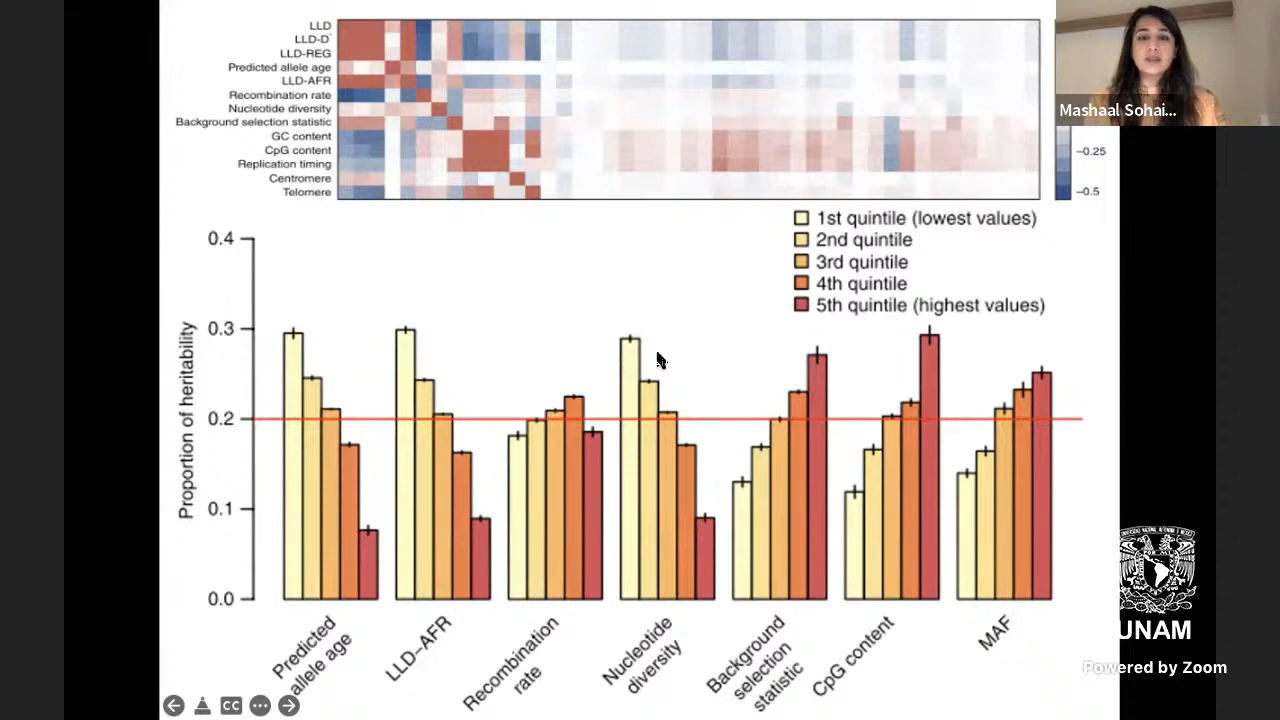 LLD
LLD-D'
LLD-REG
Predicted allele age
LLD-AFR
Recombination rate
Nucleotide diversity
Background selection statistic
GC content
CpG content
Replication timing
Centromere
Telomere
Mashaal Sohai...
−0.25
−0.5
1st quintile (lowest values)
2nd quintile
3rd quintile
4th quintile
5th quintile (highest values)
Proportion of heritability
0.4
0.3
0.2
0.1
0.0
Predicted
allele age
LLD−AFR
Recombination
rate
Nucleotide
diversity
Background
selection
statistic
CpG content
MAF
CC
UNAM
Powered by Zoom